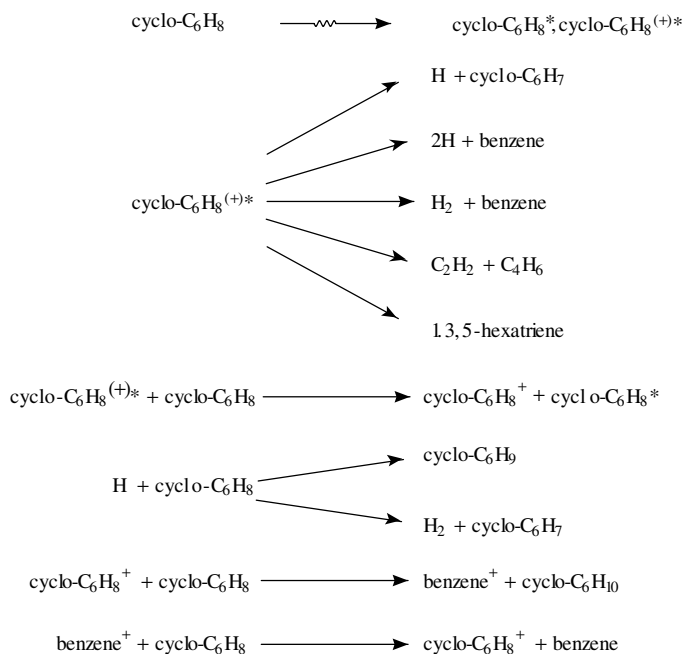 cyclo-C₆H₈ cyclo-C₆H₈*, cyclo-C₆H₈⁽⁺⁾*
H + cyclo-C₆H₇
2H + benzene
cyclo-C₆H₈⁽⁺⁾* H₂ + benzene
C₂H₂ + C₄H₆
1.3,5-hexatriene
cyclo-C₆H₈⁽⁺⁾* + cyclo-C₆H₈ cyclo-C₆H₈⁺ + cyclo-C₆H₈*
cyclo-C₆H₉
H + cyclo-C₆H₈
H₂ + cyclo-C₆H₇
cyclo-C₆H₈⁺ + cyclo-C₆H₈ benzene⁺ + cyclo-C₆H₁₀
benzene⁺ + cyclo-C₆H₈ cyclo-C₆H₈⁺ + benzene